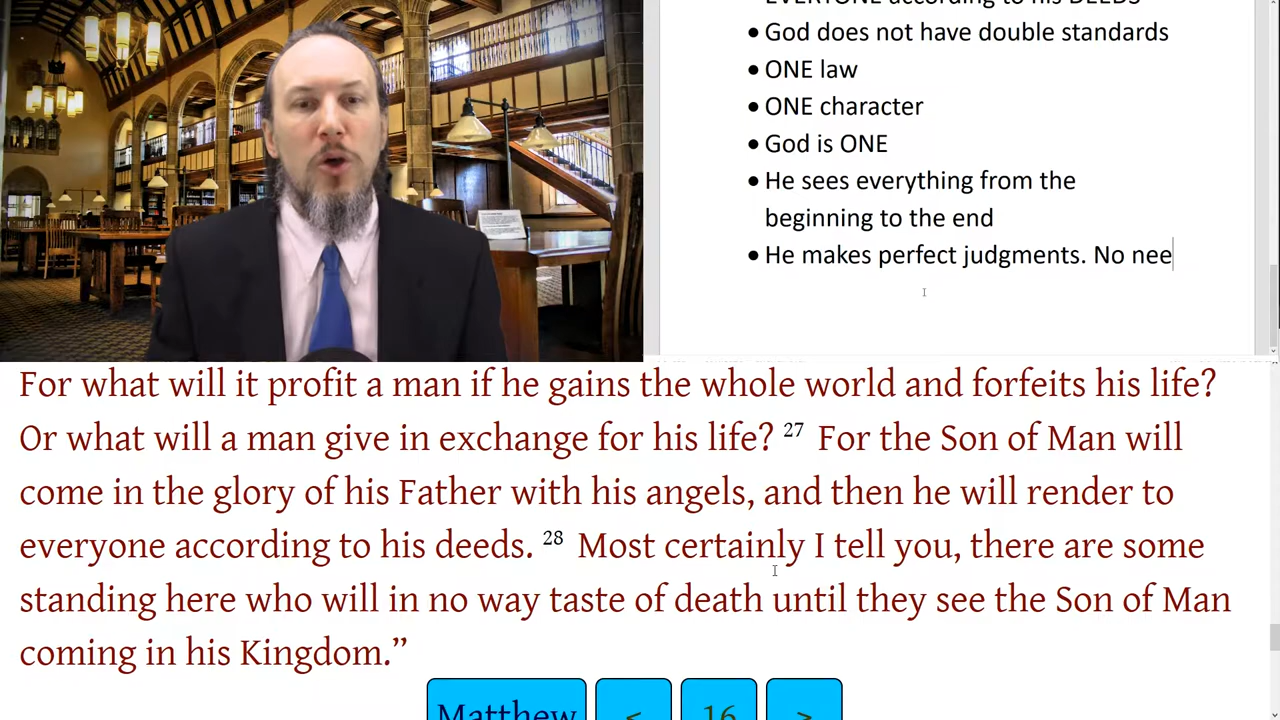 EVERYONE according to his DEEDS
• God does not have double standards
• ONE law
• ONE character
• God is ONE
• He sees everything from the
beginning to the end
• He makes perfect judgments. No nee
For what will it profit a man if he gains the whole world and forfeits his life?
Or what will a man give in exchange for his life? 27 For the Son of Man will
come in the glory of his Father with his angels, and then he will render to
everyone according to his deeds. 28 Most certainly I tell you, there are some
standing here who will in no way taste of death until they see the Son of Man
coming in his Kingdom.”
Matthew < 16 >